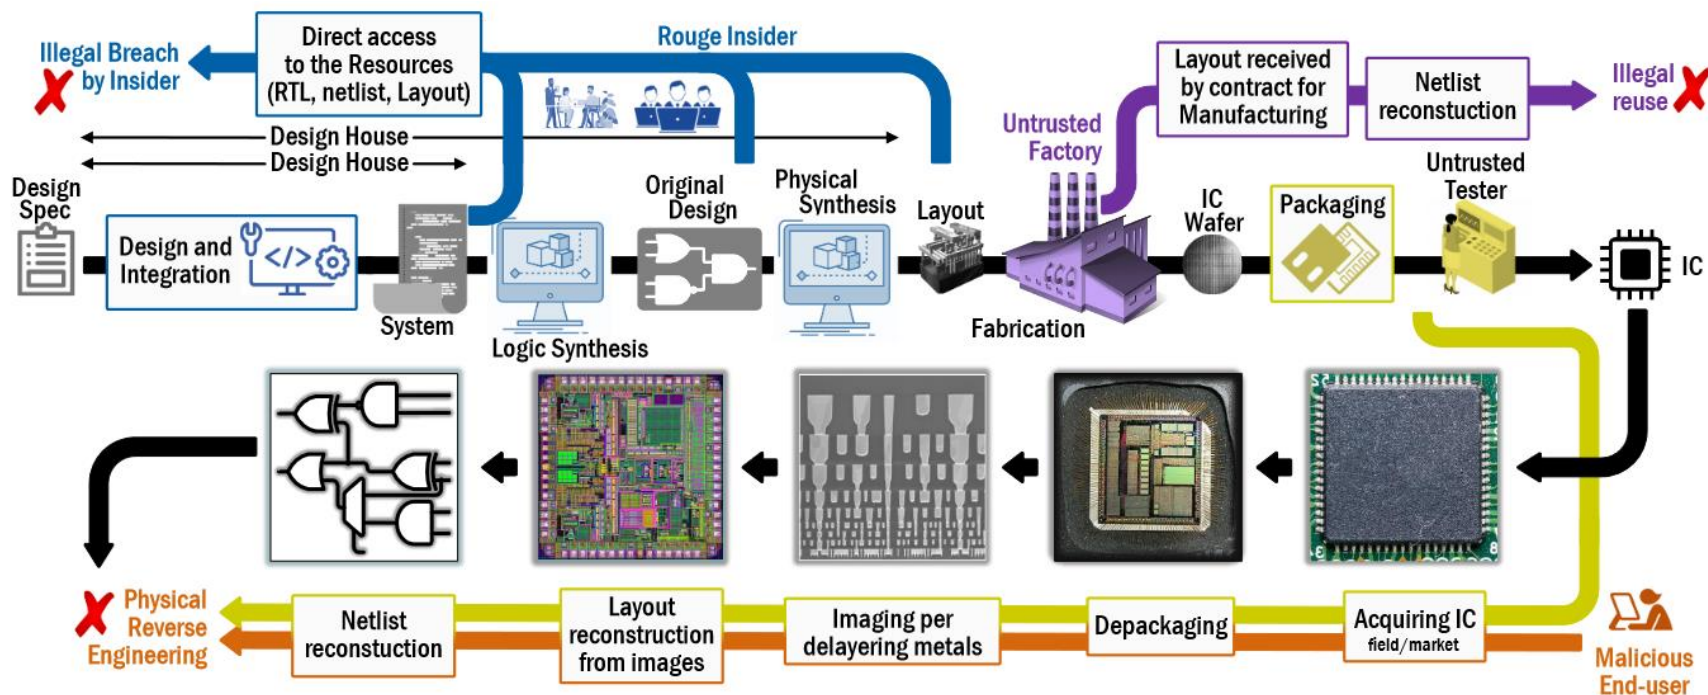 Illegal Breach
by Insider
Direct access
to the Resources
(RTL, netlist, Layout)
Rouge Insider
Layout received
by contract for
Manufacturing
Netlist
reconstuction
Illegal
reuse
Design House
Design House
Untrusted
Factory
Untrusted
Tester
Design
Spec
Design and
Integration
</>
System
Logic Synthesis
Original
Design
Physical
Synthesis
Layout
Fabrication
IC
Wafer
Packaging
IC
Physical
Reverse
Engineering
Netlist
reconstuction
Layout
reconstruction
from images
Imaging per
delayering metals
Depackaging
Acquiring IC
field/market
Malicious
End-user